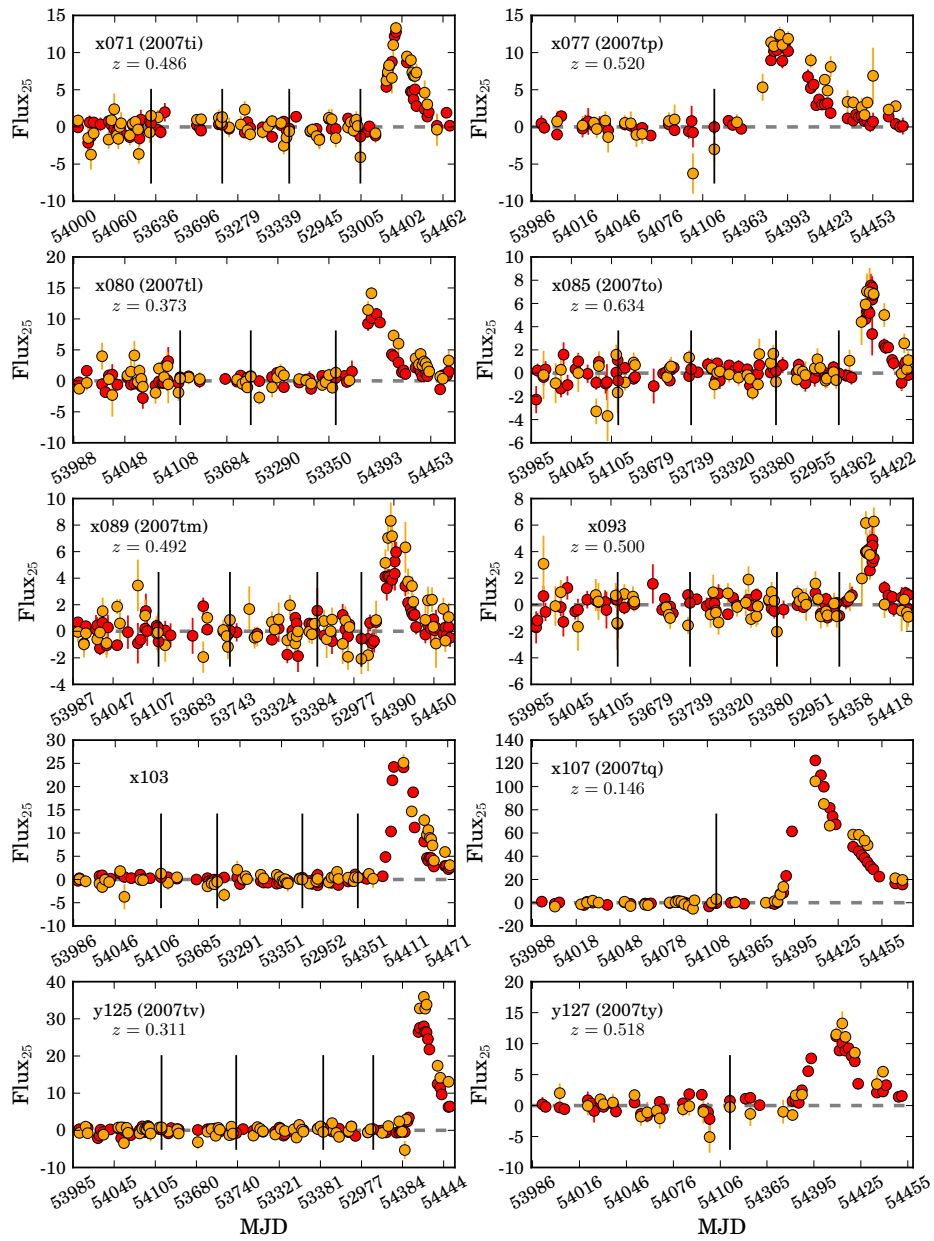 x071 (2007ti)
z = 0.486
Flux25
15
10
5
0
-5
-10
54000 54060 53636 53696 53279 53339 52945 53005 54402 54462
x077 (2007tp)
z = 0.520
Flux25
15
10
5
0
-5
-10
53986 54016 54046 54076 54106 54363 54393 54423 54453
x080 (2007tl)
z = 0.373
Flux25
20
15
10
5
0
-5
-10
53988 54048 54108 53684 53290 53350 54393 54453
x085 (2007to)
z = 0.634
Flux25
10
8
6
4
2
0
-2
-4
-6
53985 54045 54105 53679 53739 53320 53380 52955 54362 54422
x089 (2007tm)
z = 0.492
Flux25
10
8
6
4
2
0
-2
-4
53987 54047 54107 53683 53743 53324 53384 52977 54390 54450
x093
z = 0.500
Flux25
10
8
6
4
2
0
-2
-4
-6
53985 54045 54105 53679 53739 53320 53380 52951 54358 54418
x103
Flux25
30
25
20
15
10
5
0
-5
-10
53986 54046 54106 53685 53291 53351 52952 54351 54411 54471
x107 (2007tq)
z = 0.146
Flux25
140
120
100
80
60
40
20
0
-20
53988 54018 54048 54078 54108 54365 54395 54425 54455
y125 (2007tv)
z = 0.311
Flux25
40
30
20
10
0
-10
53985 54045 54105 53680 53740 53321 53381 52977 54384 54444
MJD
y127 (2007ty)
z = 0.518
Flux25
20
15
10
5
0
-5
-10
53986 54016 54046 54076 54106 54365 54395 54425 54455
MJD